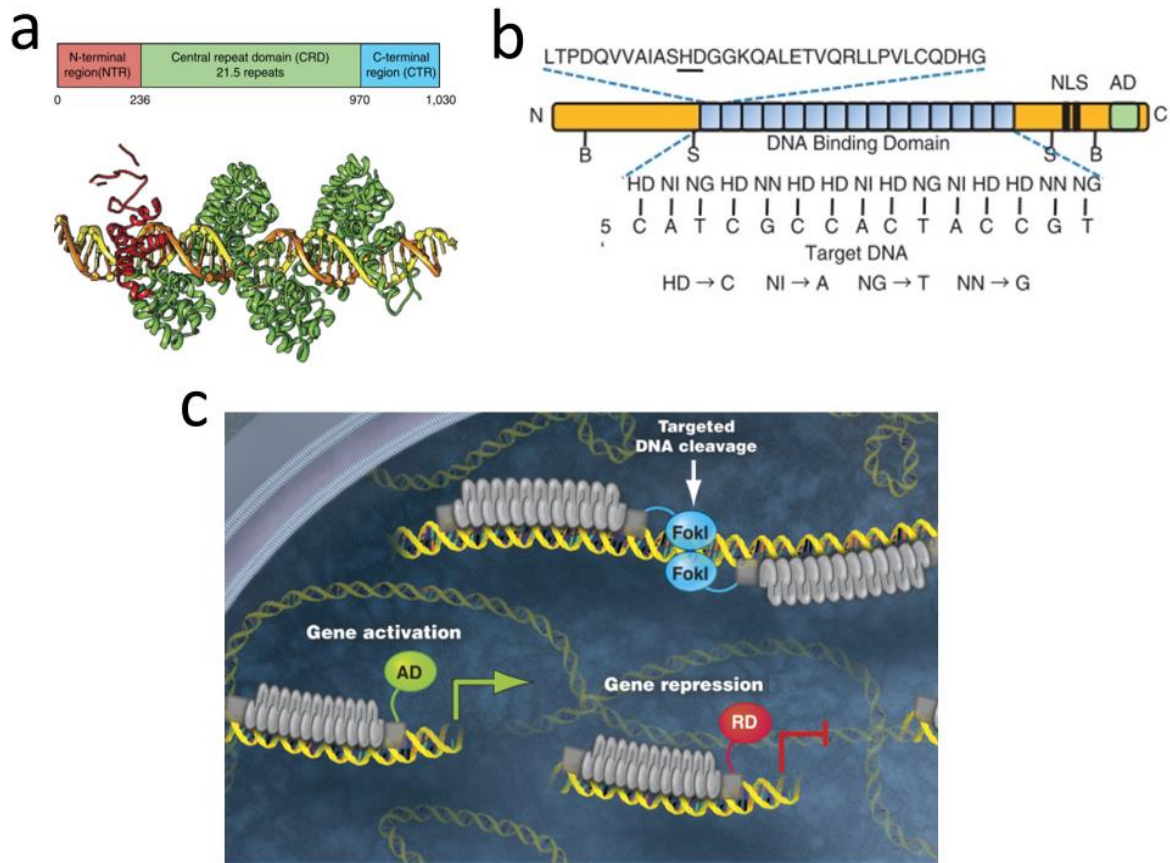 a
N-terminal region(NTR)
Central repeat domain (CRD) 21.5 repeats
C-terminal region (CTR)
0 236 970 1,030
b
LTPDQVVAIASHDGGKQALETVQRLLPVLCQDHG
NLS AD
N C
B S DNA Binding Domain S B
HD NI NG HD NN HD HD NI HD NG NI HD HD NN NG
5' C A T C G C C A C T A C C G T
Target DNA
HD → C NI → A NG → T NN → G
c
Targeted
DNA cleavage
FokI
FokI
Gene activation
AD
Gene repression
RD